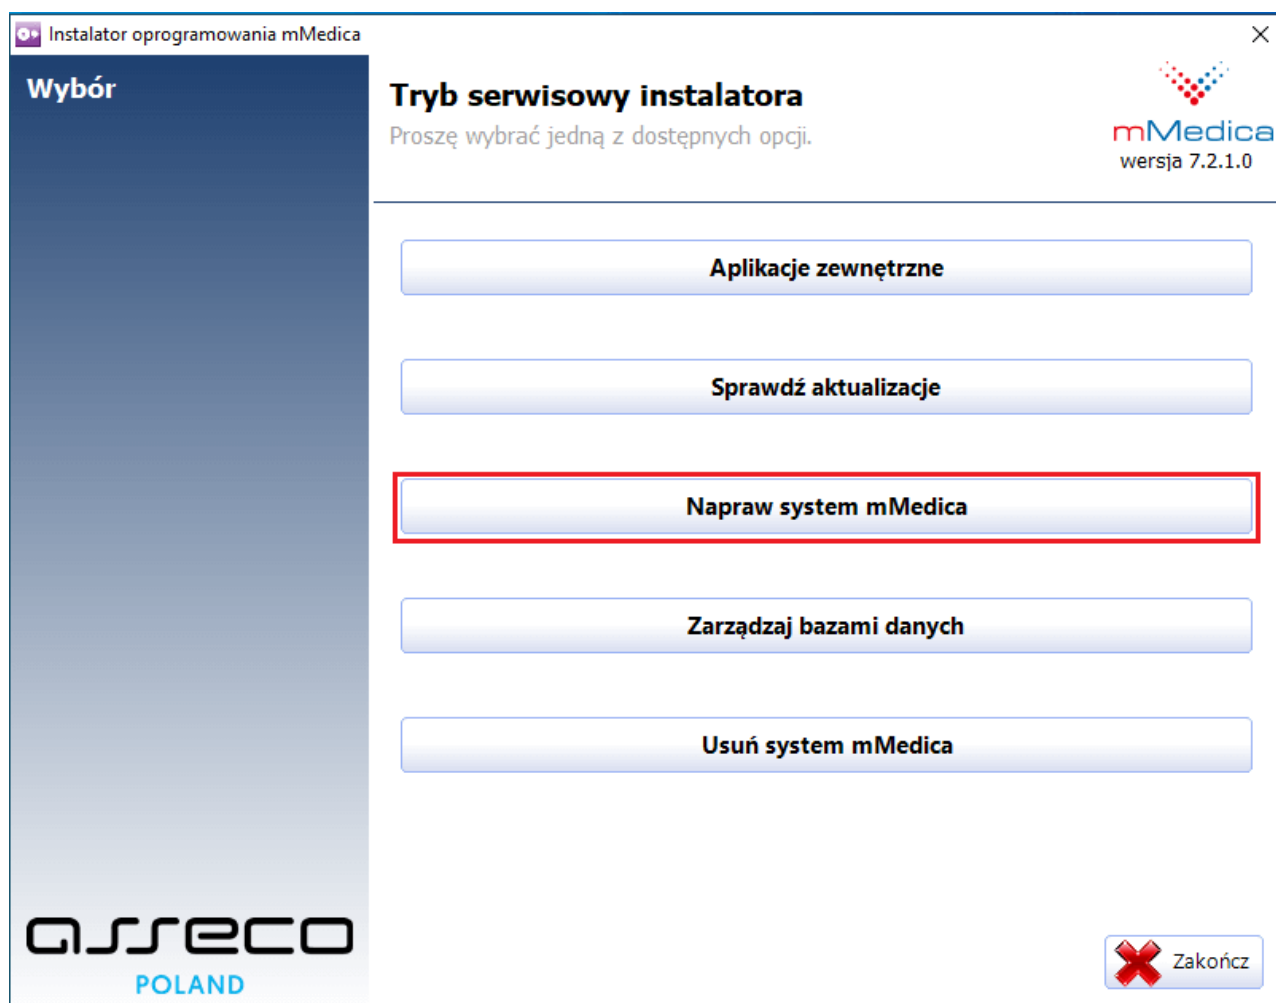 Instalator oprogramowania mMedica
Wybór
Tryb serwisowy instalatora
Proszę wybrać jedną z dostępnych opcji.
mMedica
wersja 7.2.1.0
Aplikacje zewnętrzne
Sprawdź aktualizacje
Napraw system mMedica
Zarządzaj bazami danych
Usuń system mMedica
asseco
POLAND
Zakończ